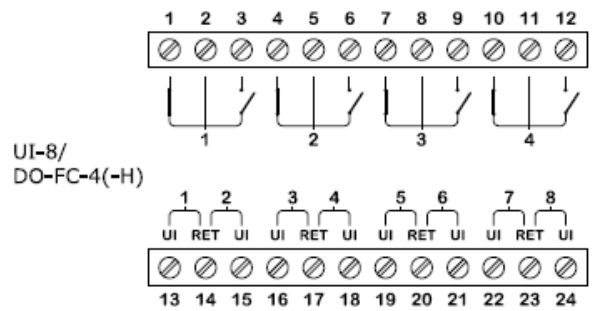 1 2 3 4 5 6 7 8 9 10 11 12
1 2 3 4
UI-8/
DO-FC-4(-H)
1 2 3 4 5 6 7 8
UI RET UI UI RET UI UI RET UI UI RET UI
13 14 15 16 17 18 19 20 21 22 23 24